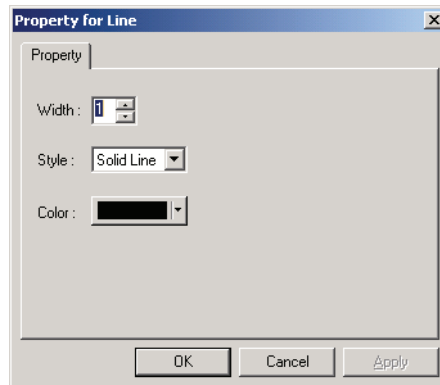 Property for Line
Property
Width :
1
Style :
Solid Line
Color :
OK
Cancel
Apply